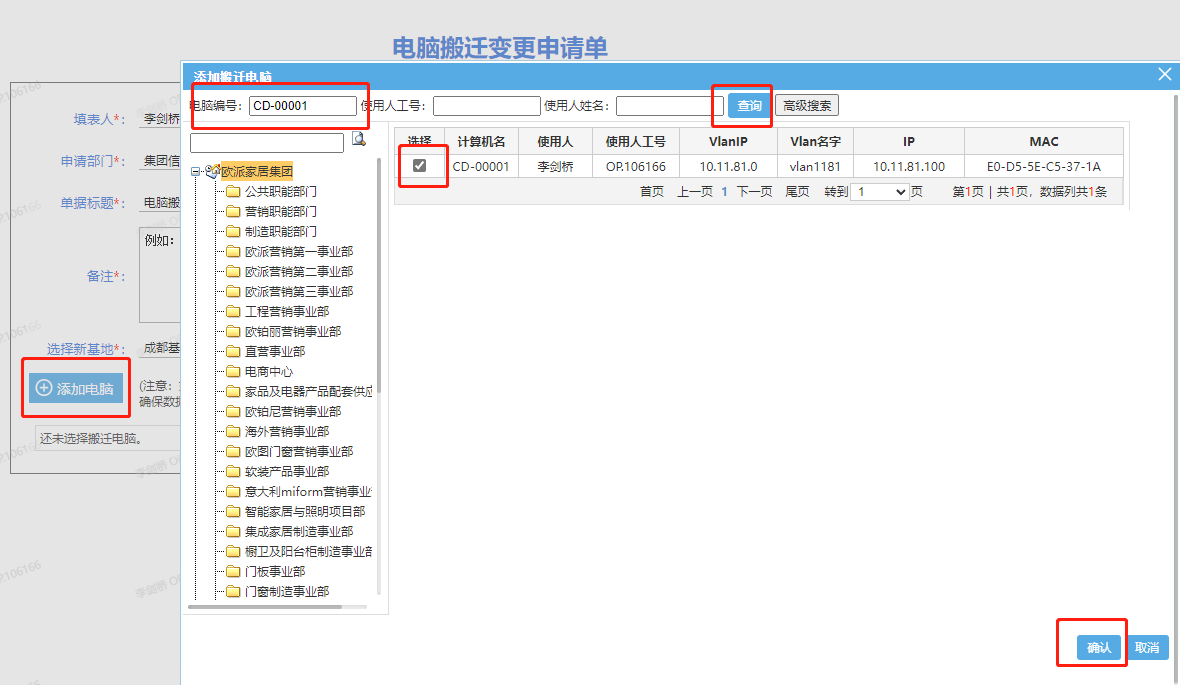 电脑搬迁变更申请单
添加搬迁电脑
电脑编号: CD-00001 使用人工号: 使用人姓名: 查询 高级搜索
填表人*: 李剑桥
申请部门*: 集团信
单据标题*: 电脑搬
例如:
备注*:
选择新基地*: 成都基
添加电脑
(注意:
确保数据
还未选择搬迁电脑。
欧派家居集团
公共职能部门
营销职能部门
制造职能部门
欧派营销第一事业部
欧派营销第二事业部
欧派营销第三事业部
工程营销事业部
欧铂丽营销事业部
直营事业部
电商中心
家品及电器产品配套供应
欧铂尼营销事业部
海外营销事业部
欧图门窗营销事业部
软装产品事业部
意大利miform营销事业
智能家居与照明项目部
集成家居制造事业部
橱卫及阳台柜制造事业部
门板事业部
门窗制造事业部
选择 计算机名 使用人 使用人工号 VlanIP Vlan名字 IP MAC
CD-00001 李剑桥 OP.106166 10.11.81.0 vlan1181 10.11.81.100 E0-D5-5E-C5-37-1A
首页 上一页 1 下一页 尾页 转到 1 页 第1页 | 共1页, 数据列共1条
确认 取消